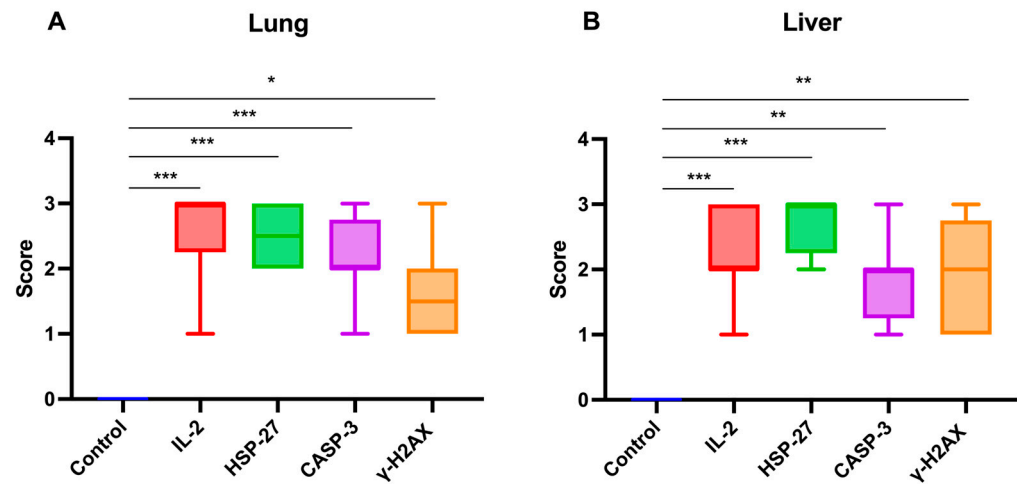 A
Lung
*
***
***
***
4
3
2
1
0
Score
Control
IL-2
HSP-27
CASP-3
γ-H2AX
B
Liver
**
**
***
***
4
3
2
1
0
Score
Control
IL-2
HSP-27
CASP-3
γ-H2AX